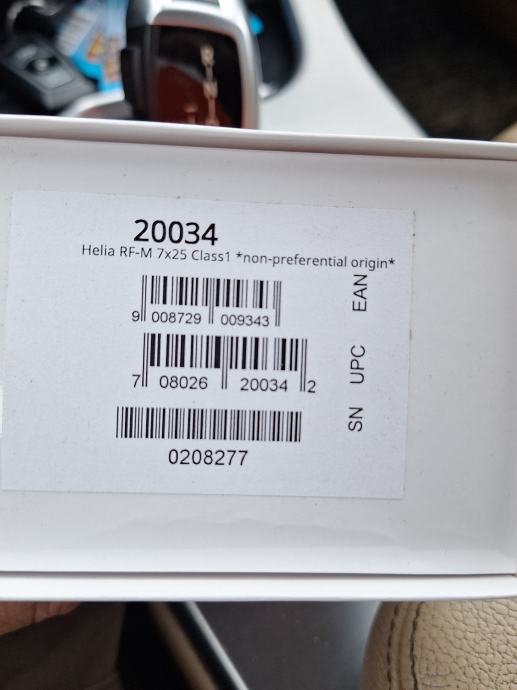 20034
Helia RF-M 7x25 Class1 *non-preferential origin*
9 008729 009343
EAN
7 08026 20034 2
UPC
0208277
SN